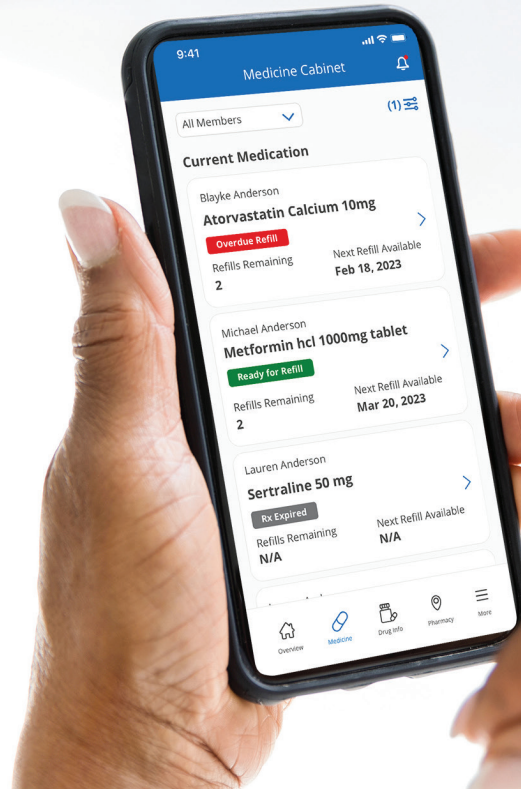 9:41
Medicine Cabinet
All Members
(1)
Current Medication
Blayke Anderson
Atorvastatin Calcium 10mg
Overdue Refill
Refills Remaining
Next Refill Available
2
Feb 18, 2023
Michael Anderson
Metformin hcl 1000mg tablet
Ready for Refill
Refills Remaining
Next Refill Available
2
Mar 20, 2023
Lauren Anderson
Sertraline 50 mg
Rx Expired
Refills Remaining
Next Refill Available
N/A
N/A
Overview
Medicine
Drug Info
Pharmacy
More